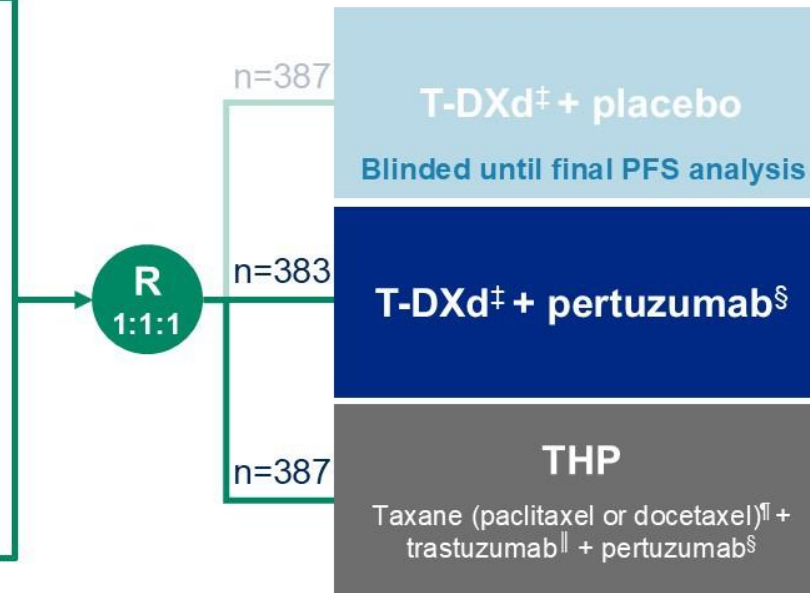 n=387
T-DXd‡ + placebo
Blinded until final PFS analysis
R
1:1:1
n=383
T-DXd‡ + pertuzumab§
n=387
THP
Taxane (paclitaxel or docetaxel)¶ +
trastuzumab‖ + pertuzumab§